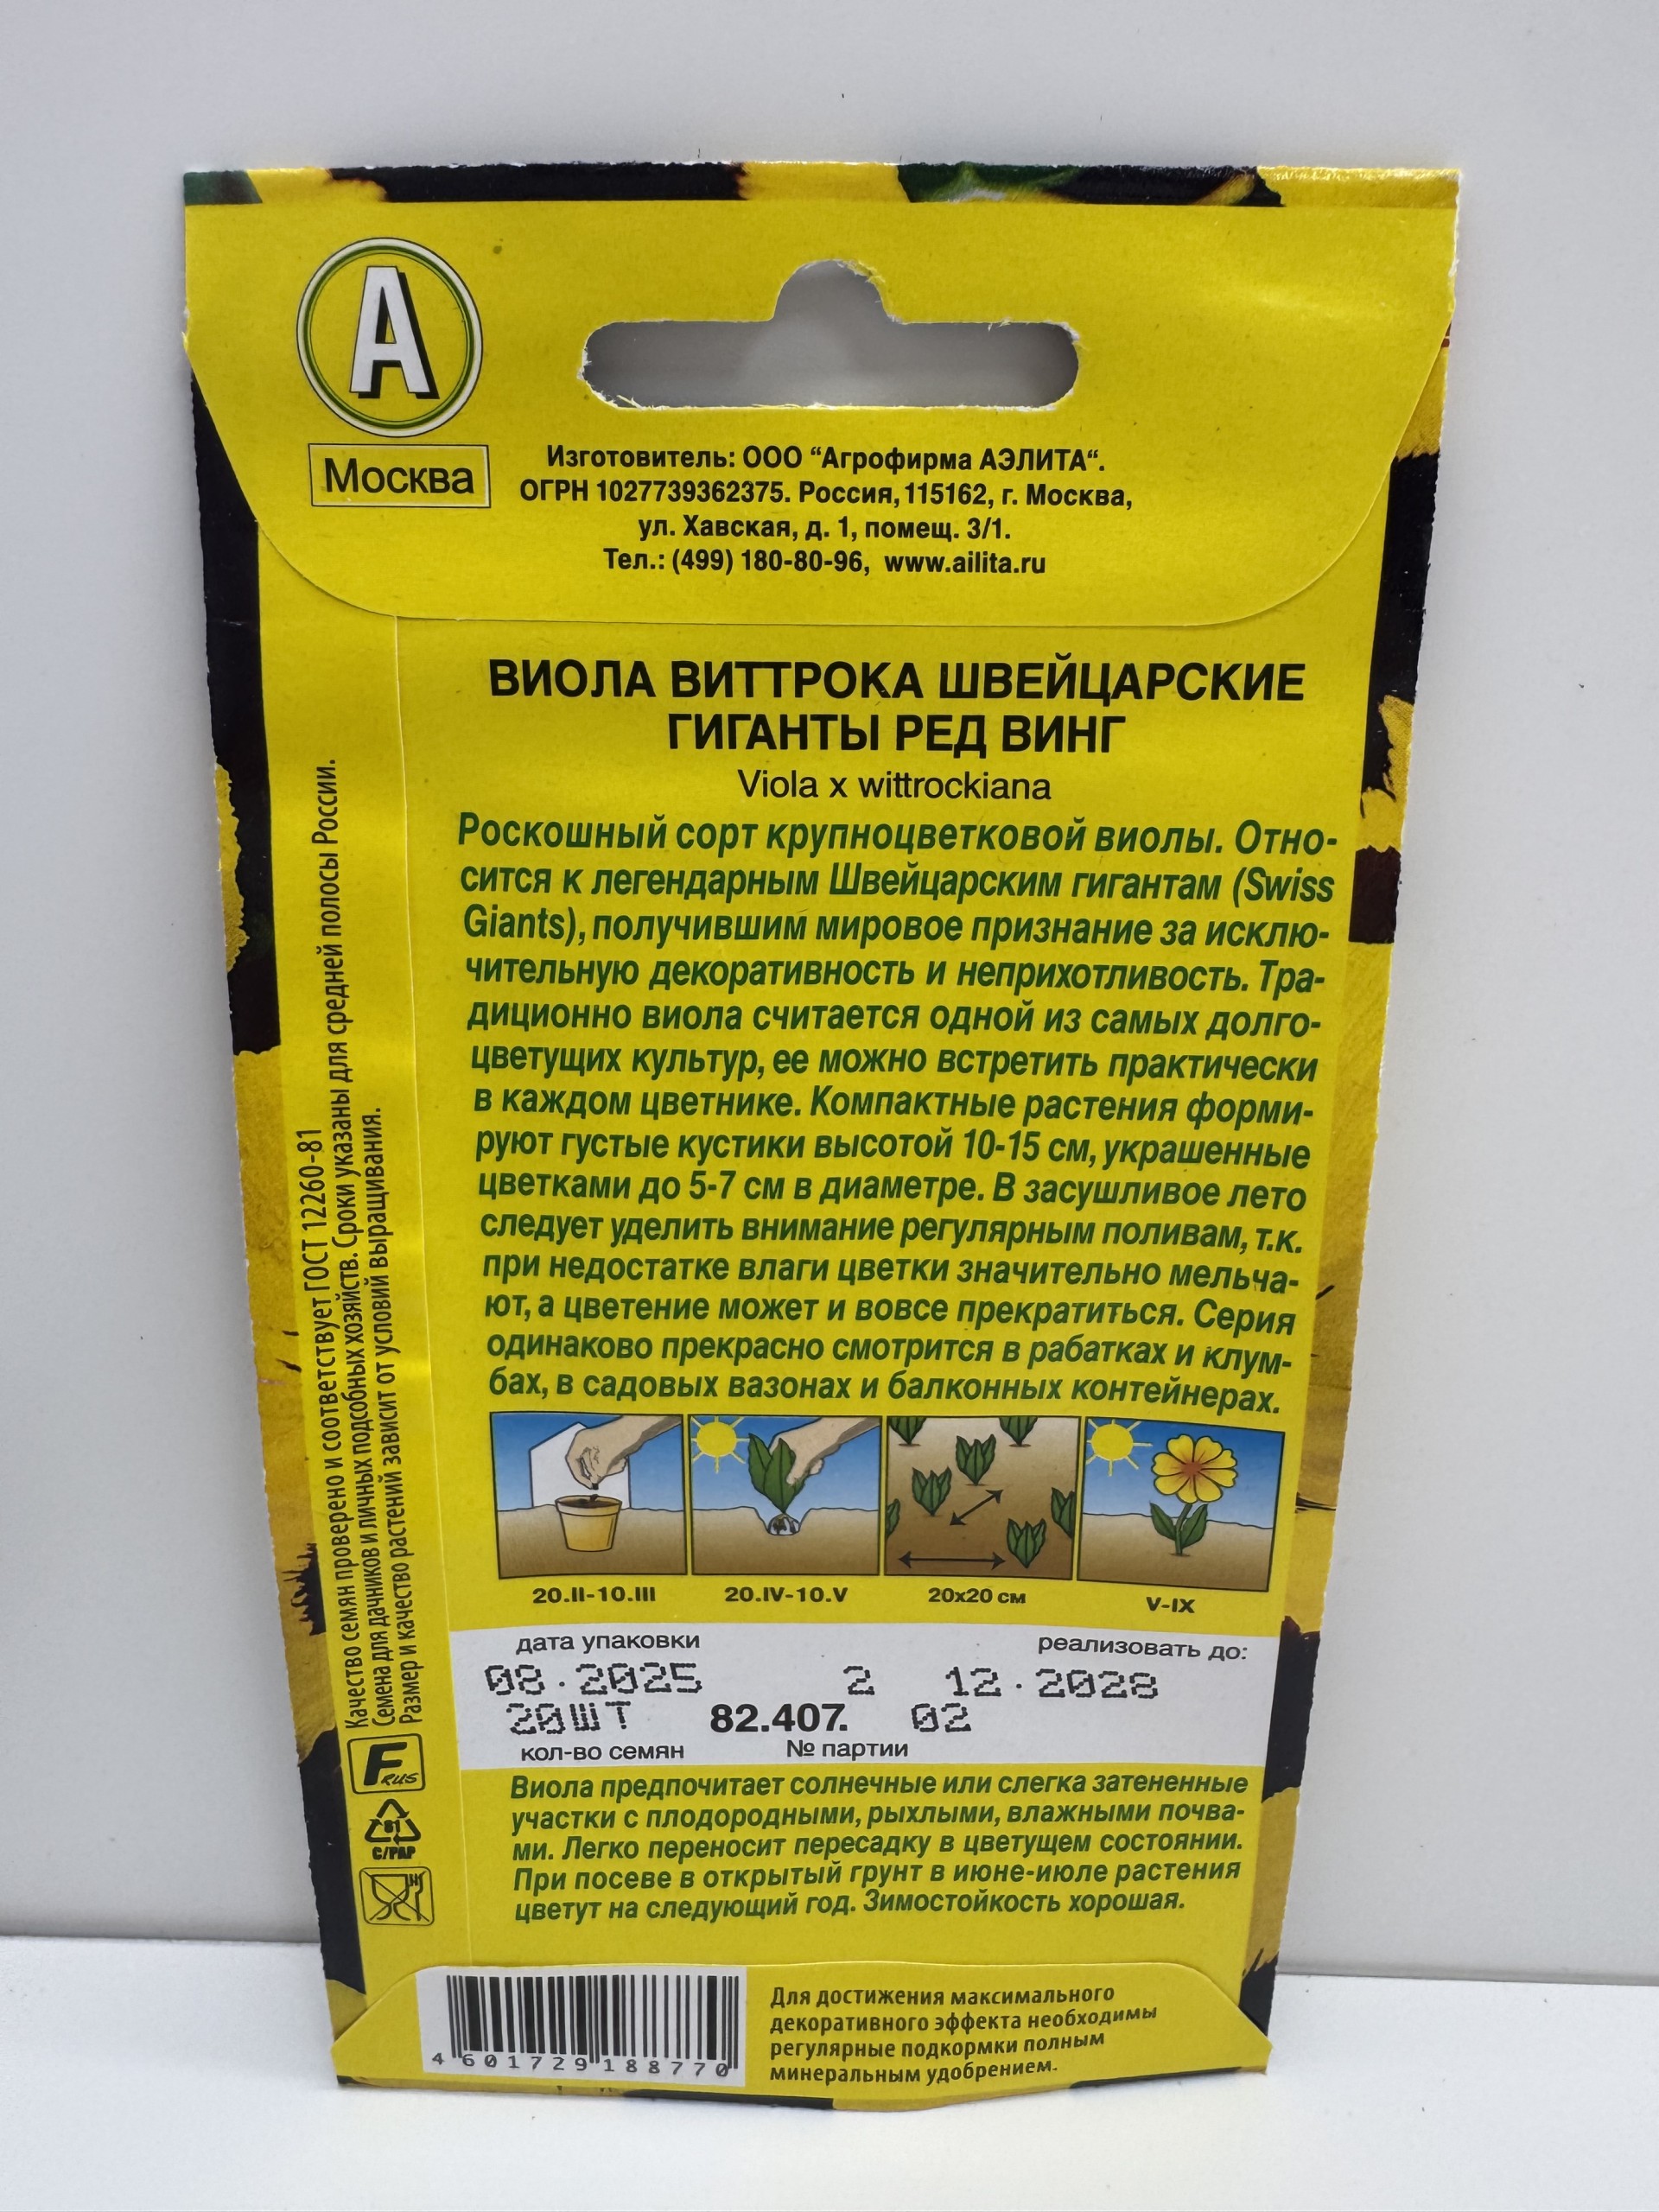 А
Москва
Изготовитель: ООО “Агрофирма АЭЛИТА“.
ОГРН 1027739362375. Россия, 115162, г. Москва,
ул. Хавская, д. 1, помещ. 3/1.
Тел.: (499) 180-80-96, www.ailita.ru
ВИОЛА ВИТТРОКА ШВЕЙЦАРСКИЕ
ГИГАНТЫ РЕД ВИНГ
Viola x wittrockiana
Роскошный сорт крупноцветковой виолы. Отно-
сится к легендарным Швейцарским гигантам (Swiss
Giants), получившим мировое признание за исклю-
чительную декоративность и неприхотливость. Тра-
диционно виола считается одной из самых долго-
цветущих культур, ее можно встретить практически
в каждом цветнике. Компактные растения форми-
руют густые кустики высотой 10-15 см, украшенные
цветками до 5-7 см в диаметре. В засушливое лето
следует уделить внимание регулярным поливам, т.к.
при недостатке влаги цветки значительно мельча-
ют, а цветение может и вовсе прекратиться. Серия
одинаково прекрасно смотрится в рабатках и клум-
бах, в садовых вазонах и балконных контейнерах.
20.II-10.III 20.IV-10.V 20x20 см V-IX
дата упаковки реализовать до:
08.2025 2 12.2028
20ШТ 82.407. 02
кол-во семян № партии
Виола предпочитает солнечные или слегка затененные
участки с плодородными, рыхлыми, влажными почва-
ми. Легко переносит пересадку в цветущем состоянии.
При посеве в открытый грунт в июне-июле растения
цветут на следующий год. Зимостойкость хорошая.
Качество семян проверено и соответствует ГОСТ 12260-81
Семена для дачников и личных подсобных хозяйств. Сроки указаны для средней полосы России.
Размер и качество растений зависит от условий выращивания.
F RUS
81
C/PAP
4 601729 188770
Для достижения максимального
декоративного эффекта необходимы
регулярные подкормки полным
минеральным удобрением.